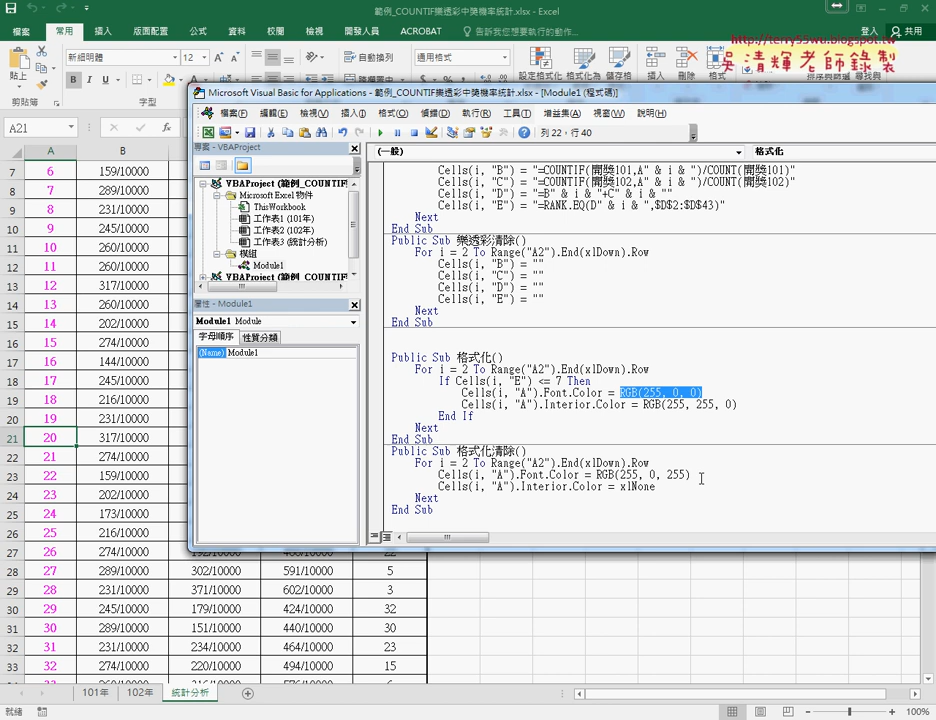 範例_COUNTIF樂透彩中獎機率統計.xlsx - Excel
檔案 常用 插入 版面配置 公式 資料 校閱 檢視 開發人員 ACROBAT 告訴我您想要執行的動作... 登入 共用
http://terry55wu.blogspot.tw
吳清輝老師錄製
新細明體 12 自動換列 通用格式
貼上 設定格式化 格式化為 儲存格 插入 刪除 格式
剪貼簿 字型
A21
Microsoft Visual Basic for Applications - 範例_COUNTIF樂透彩中獎機率統計.xlsx - [Module1 (程式碼)]
檔案(F) 編輯(E) 檢視(V) 插入(I) 格式(O) 偵錯(D) 執行(R) 工具(T) 增益集(A) 視窗(W) 說明(H)
列 22，行 40
專案 - VBAProject
VBAProject (範例_COUNTIF
Microsoft Excel 物件
ThisWorkbook
工作表1 (101年)
工作表2 (102年)
工作表3 (統計分析)
模組
Module1
VBAProject (範例_COUNTIF
屬性 - Module1
Module1 Module
字母順序 性質分類
(Name) Module1
(一般) 格式化
Cells(i, "B") = "=COUNTIF(開獎101,A" & i & ")/COUNT(開獎101)"
Cells(i, "C") = "=COUNTIF(開獎102,A" & i & ")/COUNT(開獎102)"
Cells(i, "D") = "=B" & i & "+C" & i & ""
Cells(i, "E") = "=RANK.EQ(D" & i & ",$D$2:$D$43)"
Next
End Sub
Public Sub 樂透彩清除()
For i = 2 To Range("A2").End(xlDown).Row
Cells(i, "B") = ""
Cells(i, "C") = ""
Cells(i, "D") = ""
Cells(i, "E") = ""
Next
End Sub
Public Sub 格式化()
For i = 2 To Range("A2").End(xlDown).Row
If Cells(i, "E") <= 7 Then
Cells(i, "A").Font.Color = RGB(255, 0, 0)
Cells(i, "A").Interior.Color = RGB(255, 255, 0)
End If
Next
End Sub
Public Sub 格式化清除()
For i = 2 To Range("A2").End(xlDown).Row
Cells(i, "A").Font.Color = RGB(255, 0, 255)
Cells(i, "A").Interior.Color = xlNone
Next
End Sub
A B
7 6 159/10000
8 7 289/10000
9 8 231/10000
10 9 245/10000
11 10 260/10000
12 11 260/10000
13 12 317/10000
14 13 260/10000
15 14 202/10000
16 15 274/10000
17 16 144/10000
18 17 245/10000
19 18 216/10000
20 19 231/10000
21 20 317/10000
22 21 274/10000
23 22 159/10000
24 23 202/10000
25 24 173/10000
26 25 216/10000
27 26 274/10000
28 27 289/10000 302/10000 591/10000 5
29 28 231/10000 371/10000 602/10000 3
30 29 245/10000 179/10000 424/10000 32
31 30 289/10000 151/10000 440/10000 30
32 31 231/10000 234/10000 464/10000 23
33 32 274/10000 220/10000 494/10000 15
101年 102年 統計分析
就緒 100%